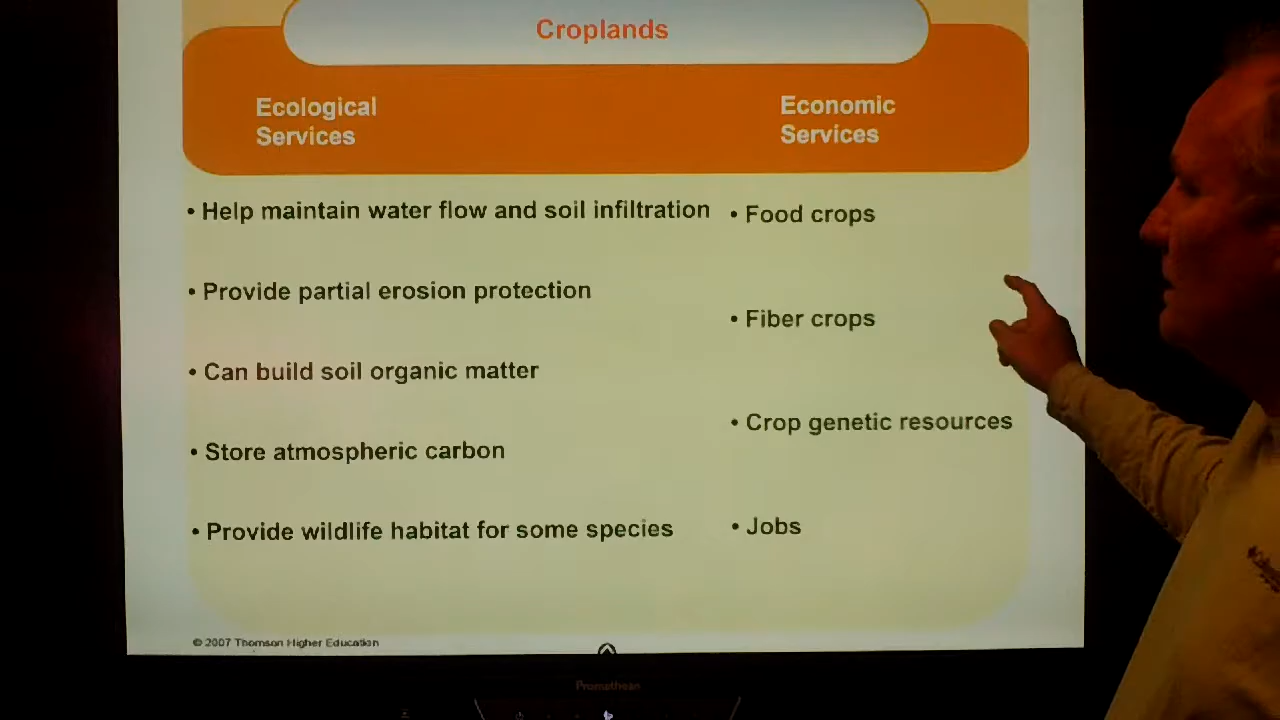 Croplands
Ecological
Services
Economic
Services
• Help maintain water flow and soil infiltration
• Provide partial erosion protection
• Can build soil organic matter
• Store atmospheric carbon
• Provide wildlife habitat for some species
• Food crops
• Fiber crops
• Crop genetic resources
• Jobs
© 2007 Thomson Higher Education
Promethean